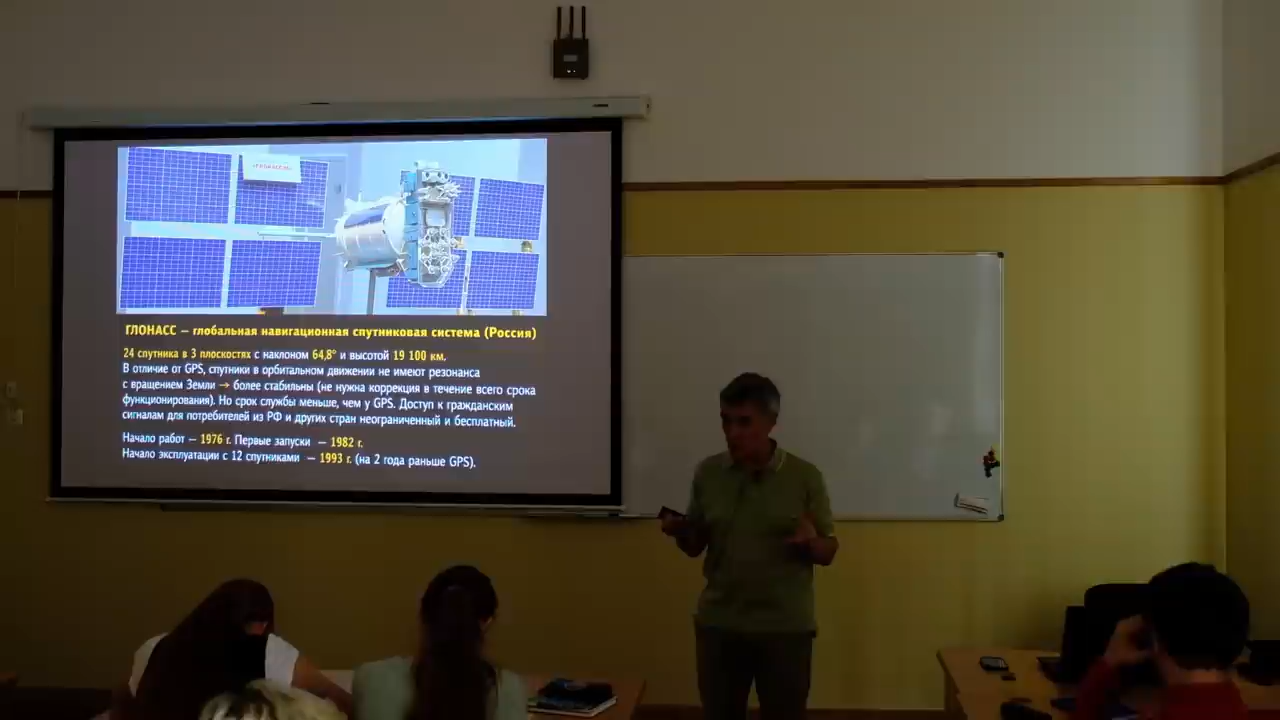 ГЛОНАСС – глобальная навигационная спутниковая система (Россия)
24 спутника в 3 плоскостях с наклоном 64,8° и высотой 19 100 км.
В отличие от GPS, спутники в орбитальном движении не имеют резонанса
с вращением Земли → более стабильны (не нужна коррекция в течение всего срока
функционирования). Но срок службы меньше, чем у GPS. Доступ к гражданским
сигналам для потребителей из РФ и других стран неограниченный и бесплатный.
Начало работ – 1976 г. Первые запуски – 1982 г.
Начало эксплуатации с 12 спутниками – 1993 г. (на 2 года раньше GPS).